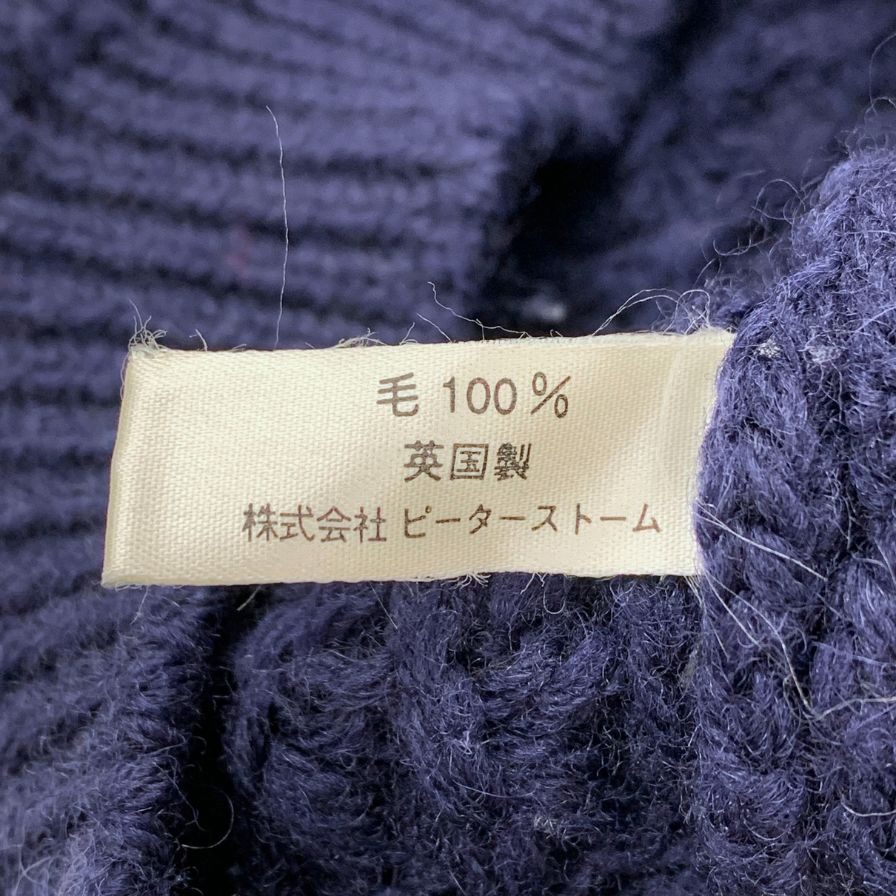 毛 100%
英国製
株式会社 ピーターストーム